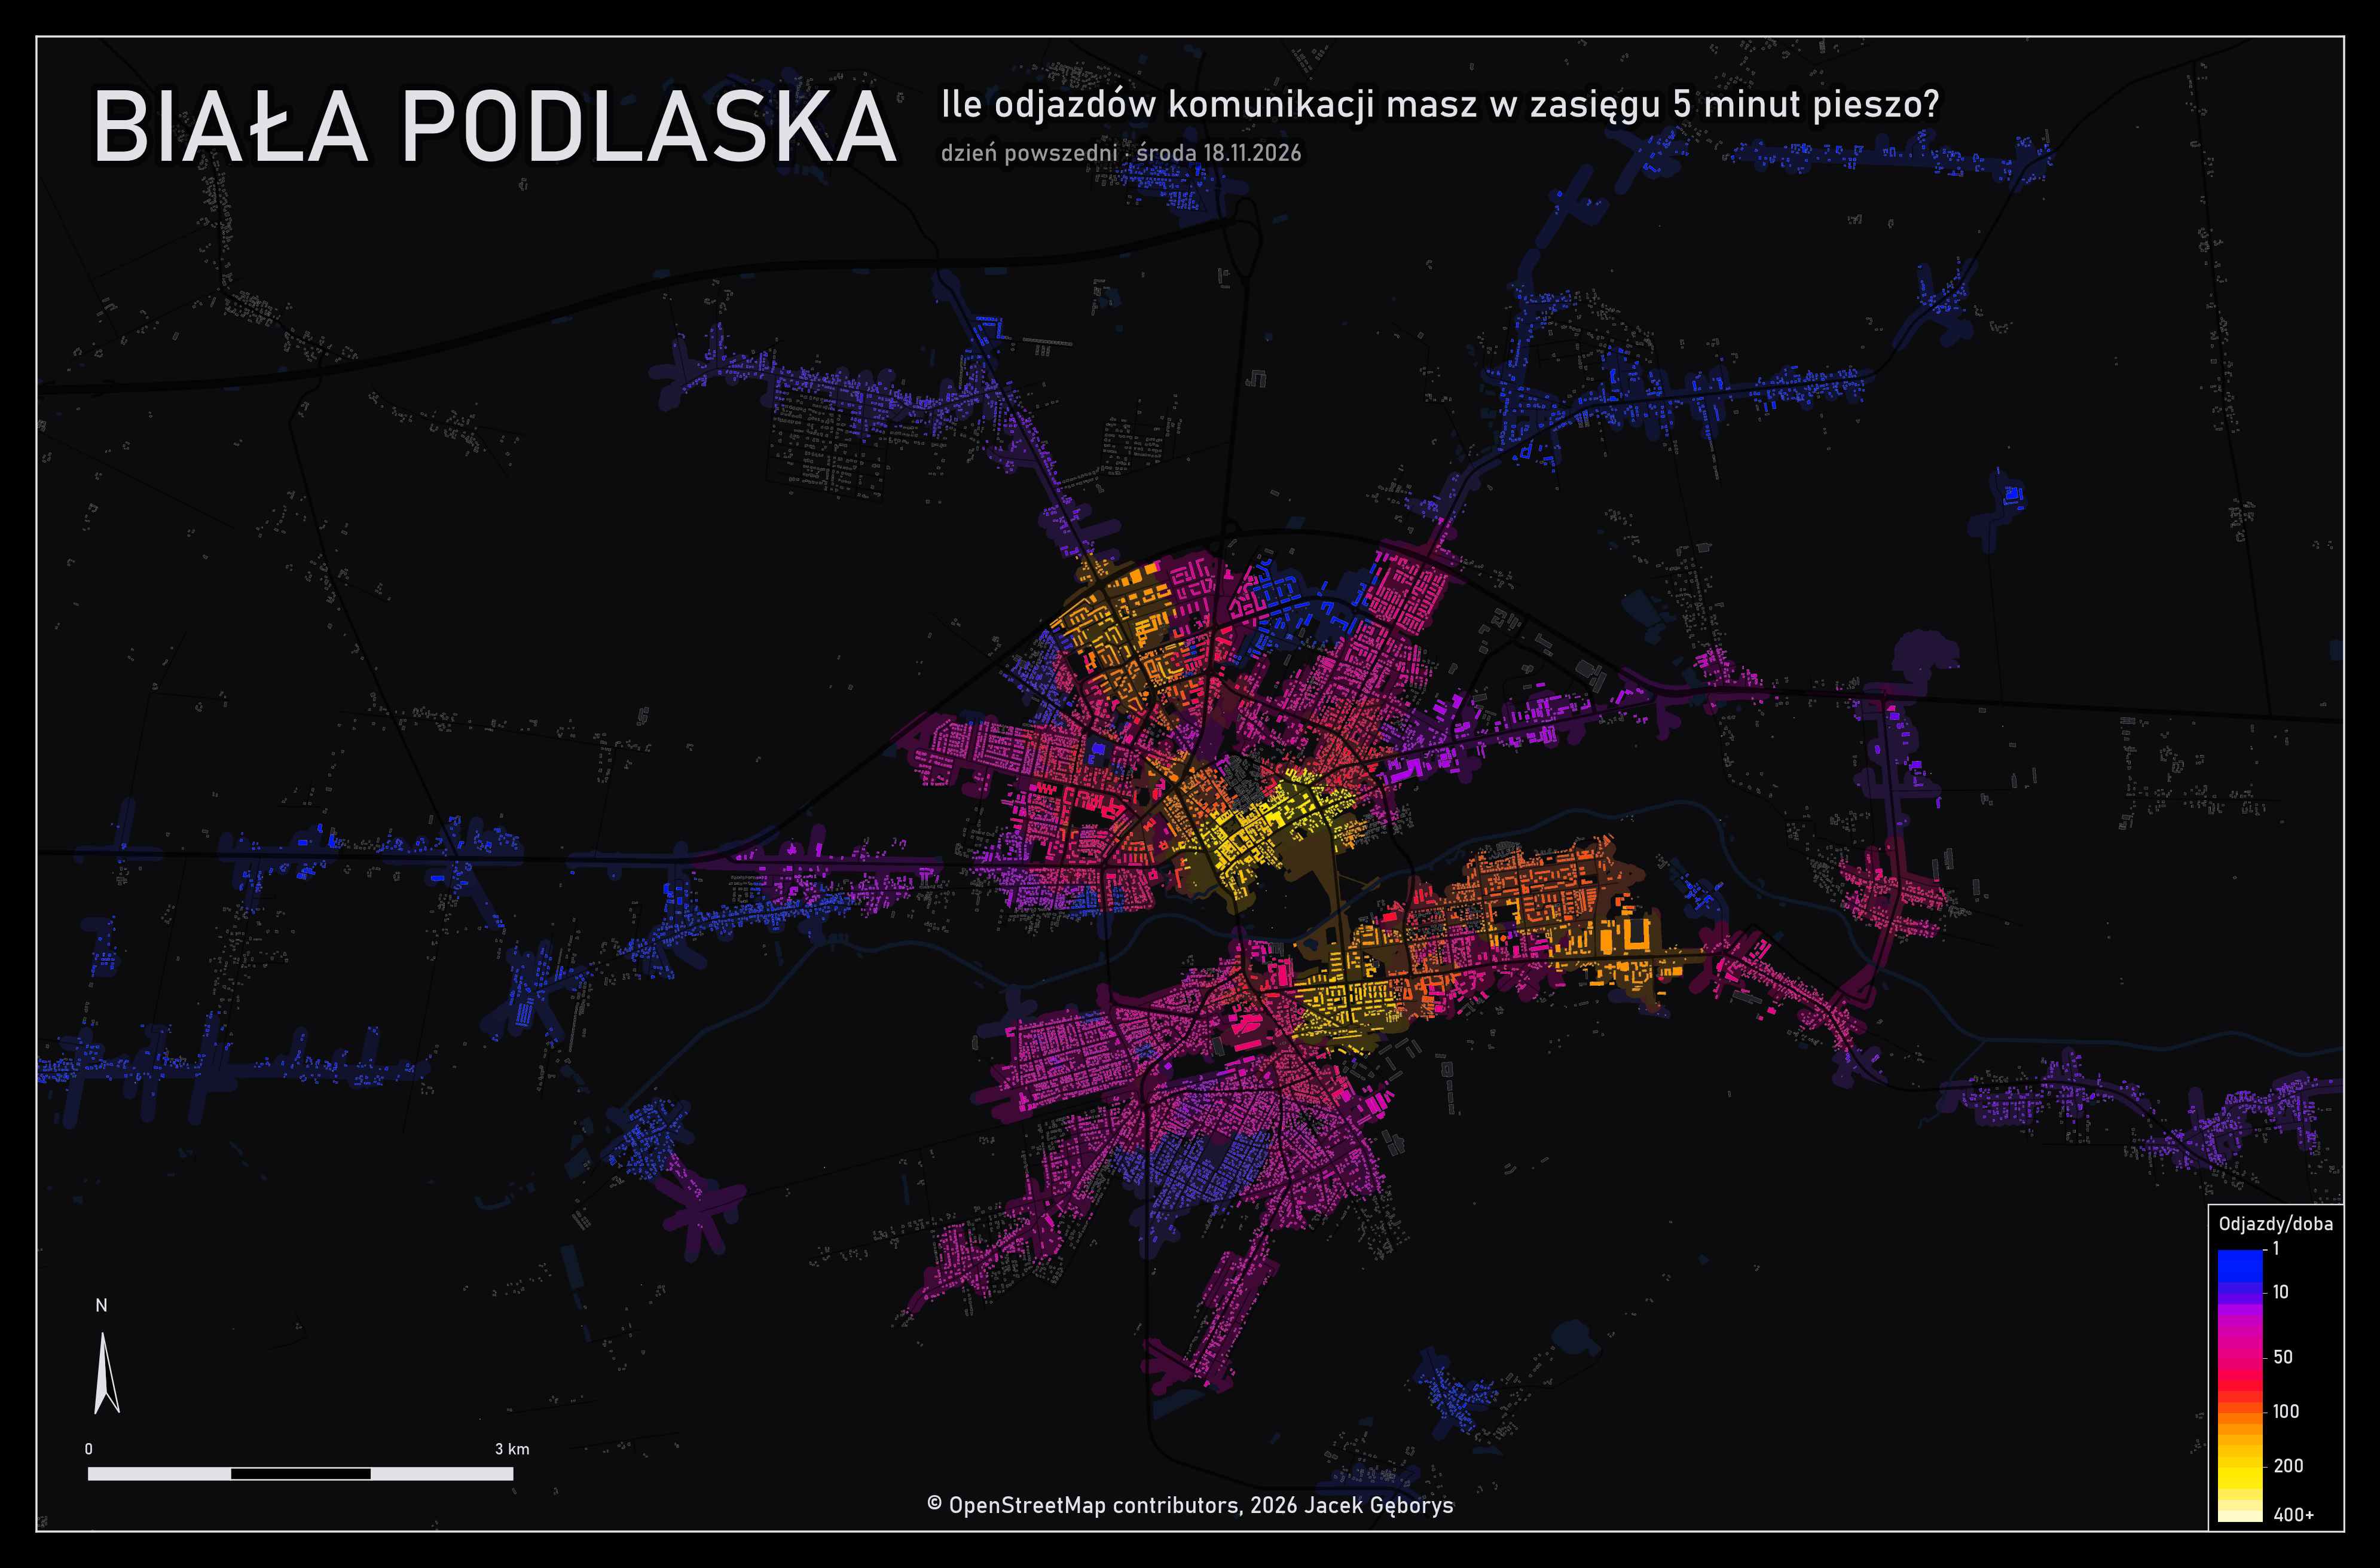 BIAŁA PODLASKA
Ile odjazdów komunikacji masz w zasięgu 5 minut pieszo?
dzień powszedni · środa 18.11.2026
Odjazdy/doba
1
10
50
100
200
400+
N
0 3 km
© OpenStreetMap contributors, 2026 Jacek Gęborys